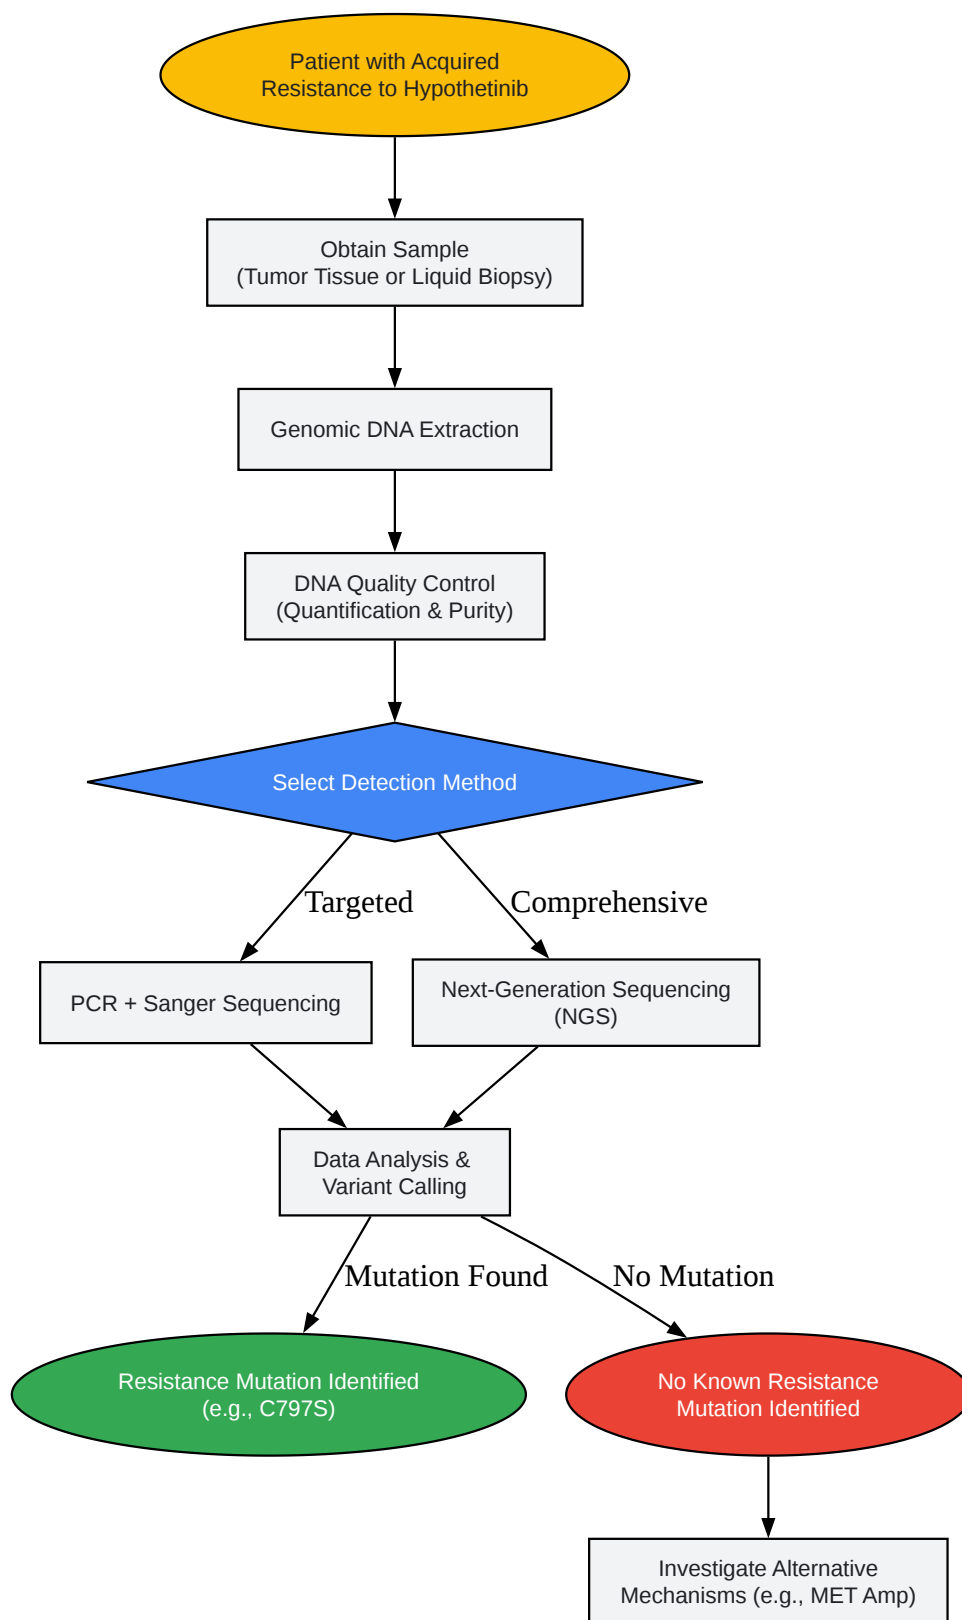 Patient with Acquired
Resistance to Hypothetinib
Obtain Sample
(Tumor Tissue or Liquid Biopsy)
Genomic DNA Extraction
DNA Quality Control
(Quantification & Purity)
Select Detection Method
Targeted
Comprehensive
PCR + Sanger Sequencing
Next-Generation Sequencing
(NGS)
Data Analysis &
Variant Calling
Mutation Found
No Mutation
Resistance Mutation Identified
(e.g., C797S)
No Known Resistance
Mutation Identified
Investigate Alternative
Mechanisms (e.g., MET Amp)